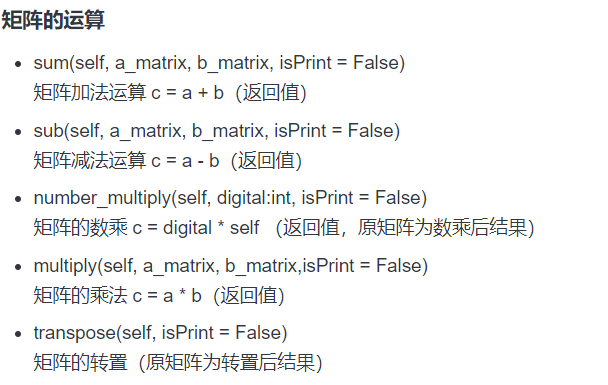 矩阵的运算
sum(self, a_matrix, b_matrix, isPrint = False)
矩阵加法运算 c = a + b（返回值）
sub(self, a_matrix, b_matrix, isPrint = False)
矩阵减法运算 c = a - b（返回值）
number_multiply(self, digital:int, isPrint = False)
矩阵的数乘 c = digital * self （返回值，原矩阵为数乘后结果）
multiply(self, a_matrix, b_matrix,isPrint = False)
矩阵的乘法 c = a * b（返回值）
transpose(self, isPrint = False)
矩阵的转置（原矩阵为转置后结果）